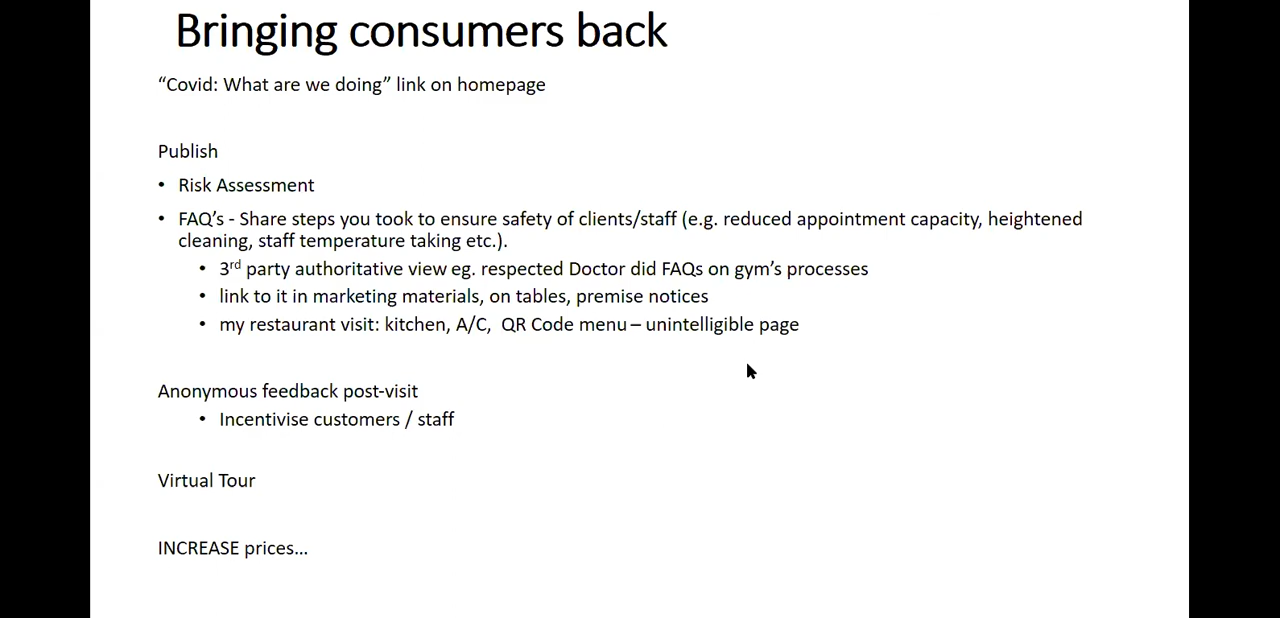 Bringing consumers back
“Covid: What are we doing” link on homepage
Publish
• Risk Assessment
• FAQ’s - Share steps you took to ensure safety of clients/staff (e.g. reduced appointment capacity, heightened
cleaning, staff temperature taking etc.).
• 3rd party authoritative view eg. respected Doctor did FAQs on gym’s processes
• link to it in marketing materials, on tables, premise notices
• my restaurant visit: kitchen, A/C,  QR Code menu – unintelligible page
Anonymous feedback post-visit
• Incentivise customers / staff
Virtual Tour
INCREASE prices…